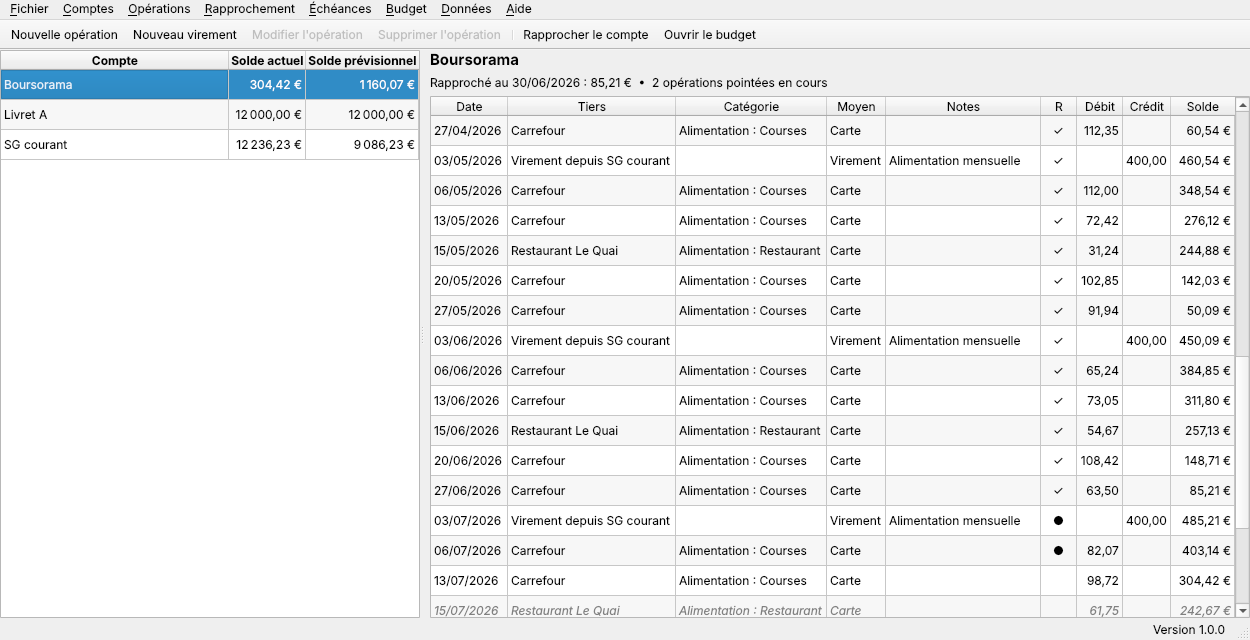 Fichier Comptes Opérations Rapprochement Échéances Budget Données Aide
Nouvelle opération Nouveau virement Modifier l'opération Supprimer l'opération Rapprocher le compte Ouvrir le budget
Compte Solde actuel Solde prévisionnel
Boursorama 304,42 € 1 160,07 €
Livret A 12 000,00 € 12 000,00 €
SG courant 12 236,23 € 9 086,23 €
Boursorama
Rapproché au 30/06/2026 : 85,21 € • 2 opérations pointées en cours
Date Tiers Catégorie Moyen Notes R Débit Crédit Solde
27/04/2026 Carrefour Alimentation : Courses Carte ✓ 112,35 60,54 €
03/05/2026 Virement depuis SG courant Virement Alimentation mensuelle ✓ 400,00 460,54 €
06/05/2026 Carrefour Alimentation : Courses Carte ✓ 112,00 348,54 €
13/05/2026 Carrefour Alimentation : Courses Carte ✓ 72,42 276,12 €
15/05/2026 Restaurant Le Quai Alimentation : Restaurant Carte ✓ 31,24 244,88 €
20/05/2026 Carrefour Alimentation : Courses Carte ✓ 102,85 142,03 €
27/05/2026 Carrefour Alimentation : Courses Carte ✓ 91,94 50,09 €
03/06/2026 Virement depuis SG courant Virement Alimentation mensuelle ✓ 400,00 450,09 €
06/06/2026 Carrefour Alimentation : Courses Carte ✓ 65,24 384,85 €
13/06/2026 Carrefour Alimentation : Courses Carte ✓ 73,05 311,80 €
15/06/2026 Restaurant Le Quai Alimentation : Restaurant Carte ✓ 54,67 257,13 €
20/06/2026 Carrefour Alimentation : Courses Carte ✓ 108,42 148,71 €
27/06/2026 Carrefour Alimentation : Courses Carte ✓ 63,50 85,21 €
03/07/2026 Virement depuis SG courant Virement Alimentation mensuelle ● 400,00 485,21 €
06/07/2026 Carrefour Alimentation : Courses Carte ● 82,07 403,14 €
13/07/2026 Carrefour Alimentation : Courses Carte 98,72 304,42 €
15/07/2026 Restaurant Le Quai Alimentation : Restaurant Carte 61,75 242,67 €
Version 1.0.0